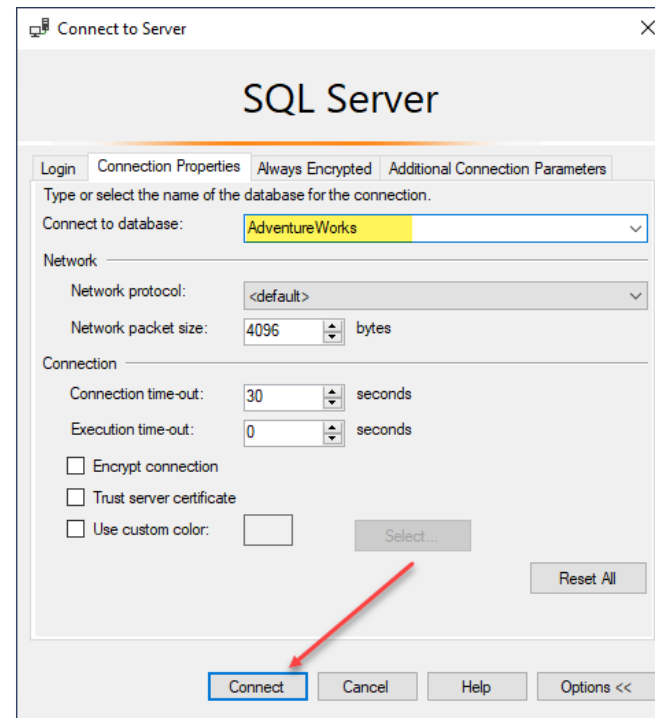 Connect to Server
SQL Server
Login Connection Properties Always Encrypted Additional Connection Parameters
Type or select the name of the database for the connection.
Connect to database: AdventureWorks
Network
Network protocol: <default>
Network packet size: 4096 bytes
Connection
Connection time-out: 30 seconds
Execution time-out: 0 seconds
Encrypt connection
Trust server certificate
Use custom color: Select...
Reset All
Connect Cancel Help Options <<